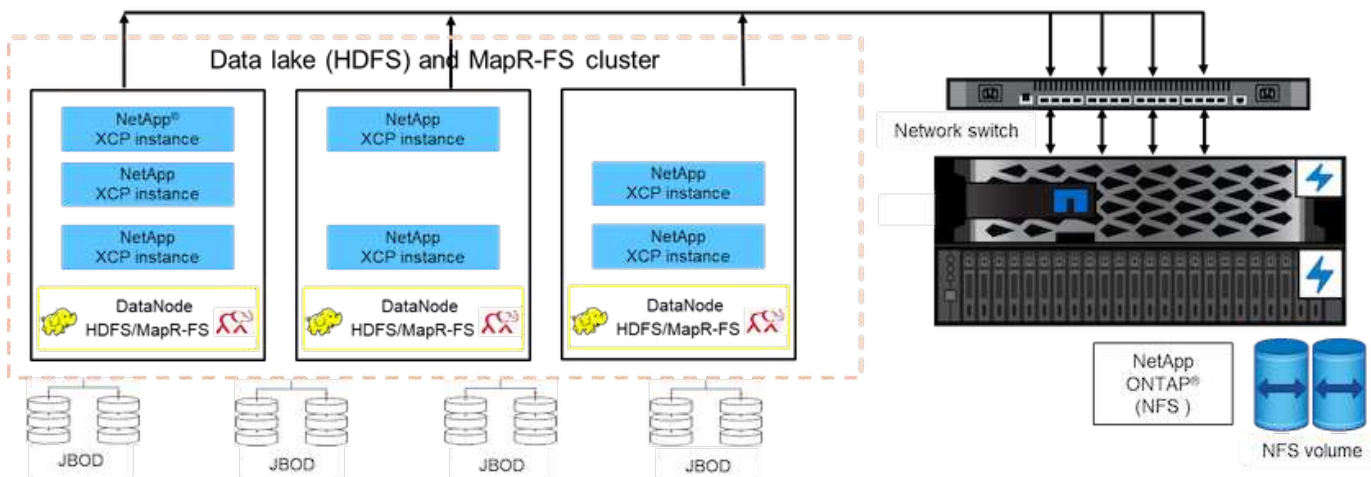 Data lake (HDFS) and MapR-FS cluster
NetApp®
XCP instance
NetApp
XCP instance
NetApp
XCP instance
DataNode
HDFS/MapR-FS
NetApp
XCP instance
NetApp
XCP instance
DataNode
HDFS/MapR-FS
NetApp
XCP instance
NetApp
XCP instance
DataNode
HDFS/MapR-FS
JBOD
JBOD
JBOD
JBOD
Network switch
NetApp
ONTAP®
(NFS )
NFS volume